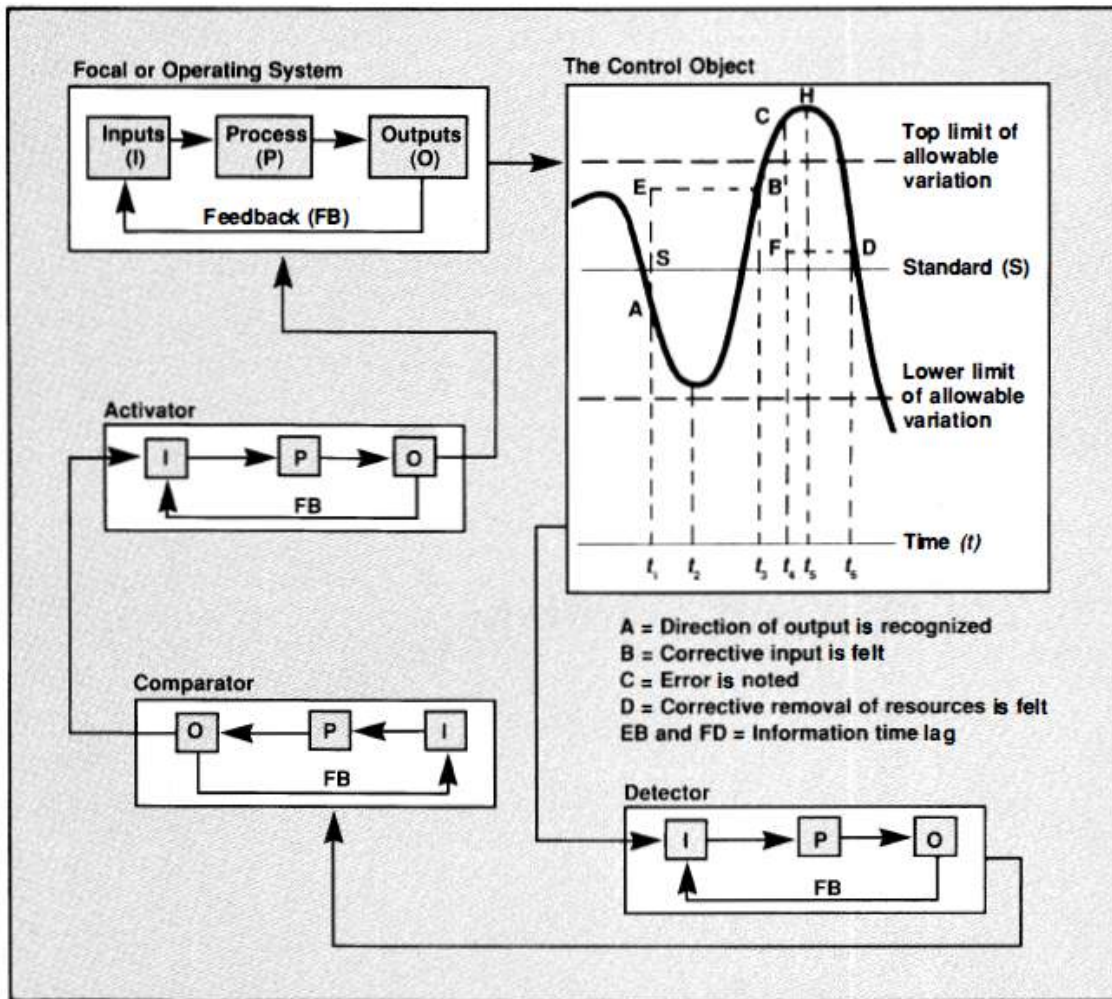 Focal or Operating System
Inputs
(I)
Process
(P)
Outputs
(O)
Feedback (FB)
The Control Object
H
C
Top limit of
allowable
variation
E
B
S
F
D
Standard (S)
A
Lower limit
of allowable
variation
Time (t)
t1 t2 t3 t4 t5 t6
Activator
I
P
O
FB
A = Direction of output is recognized
B = Corrective input is felt
C = Error is noted
D = Corrective removal of resources is felt
EB and FD = Information time lag
Comparator
O
P
I
FB
Detector
I
P
O
FB